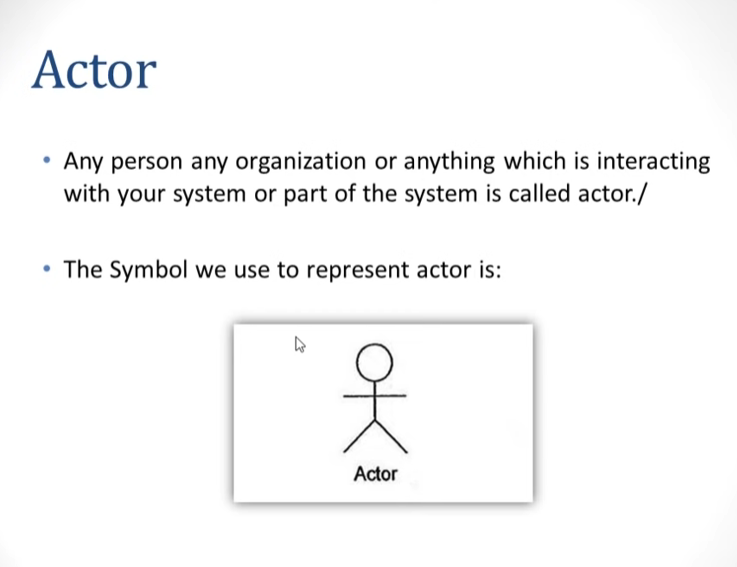 Actor
• Any person any organization or anything which is interacting
with your system or part of the system is called actor./
• The Symbol we use to represent actor is:
Actor